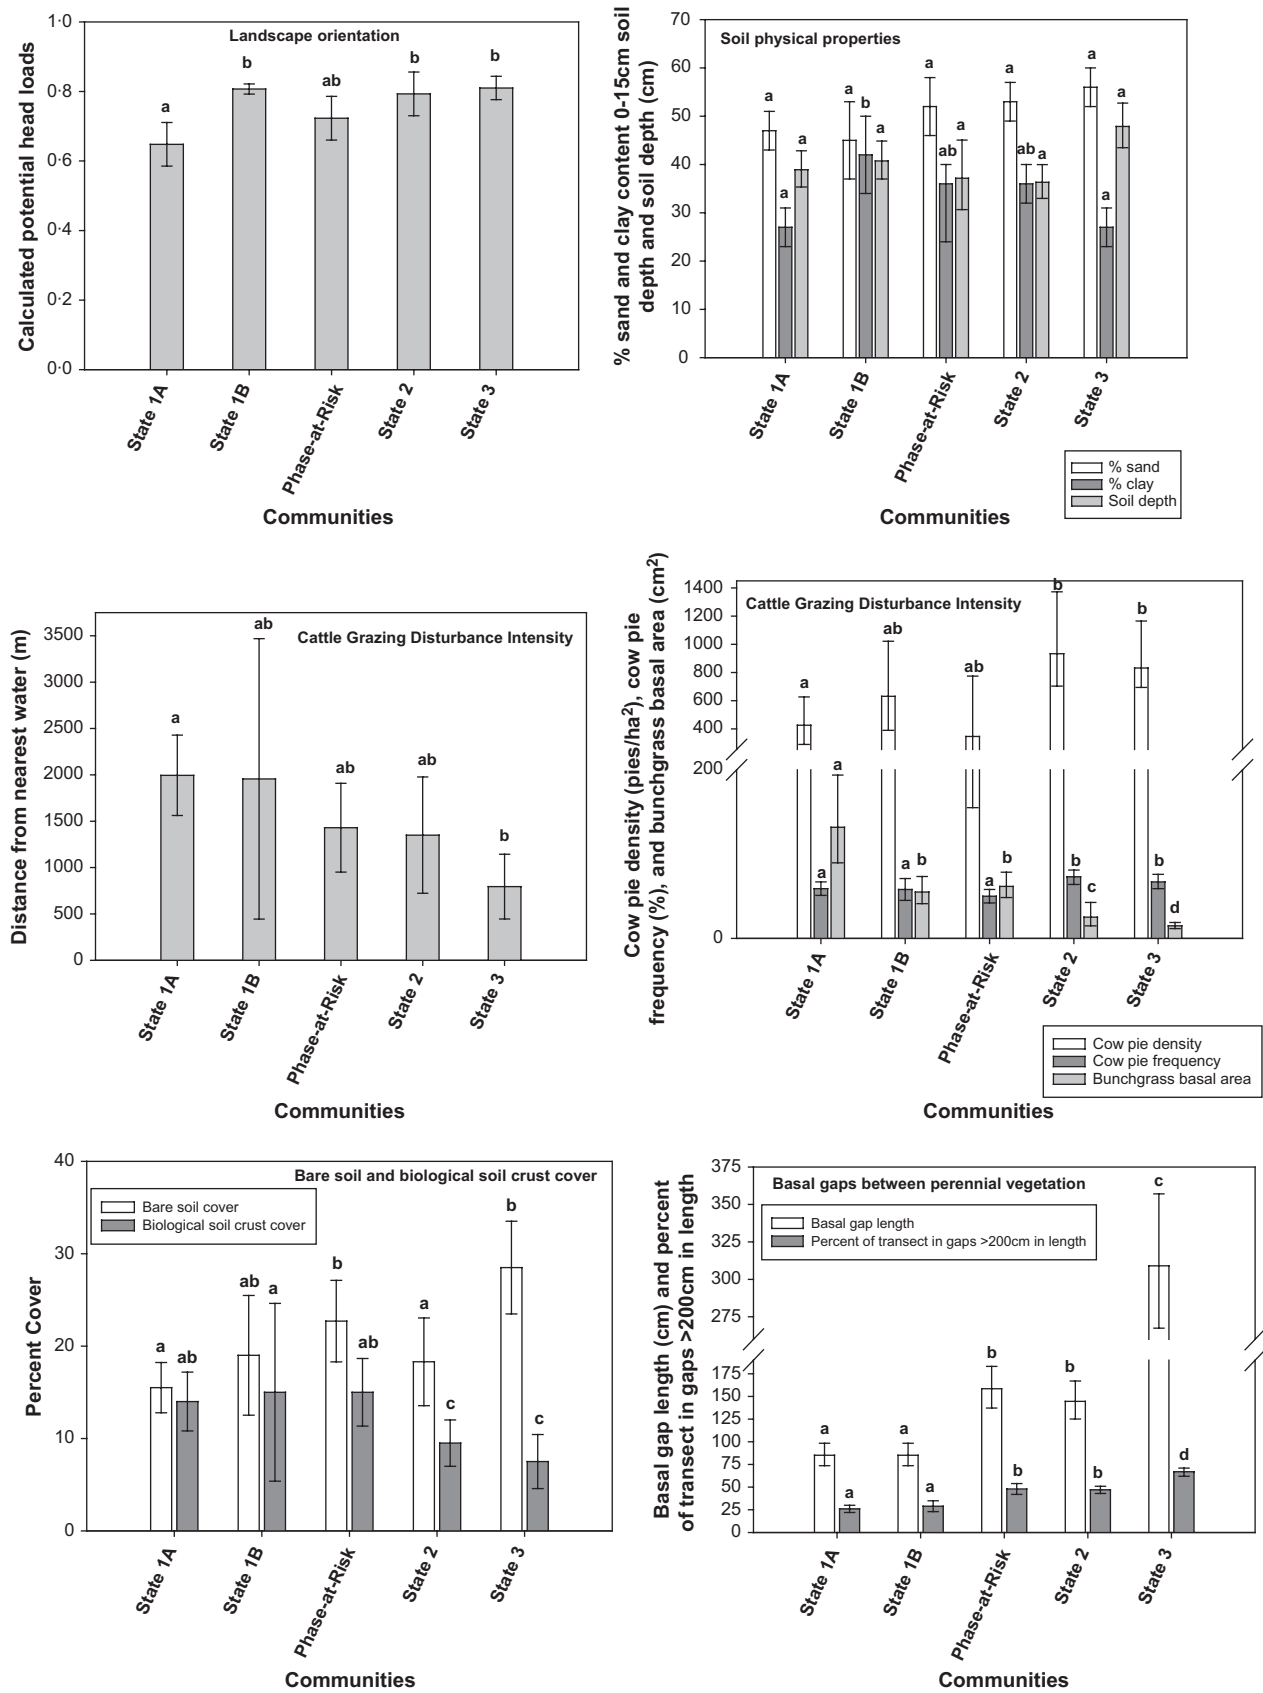 Landscape orientation
Calculated potential head loads
1·0
0·8
0·6
0·4
0·2
0·0
a
b
ab
b
b
State 1A
State 1B
Phase-at-Risk
State 2
State 3
Communities
Soil physical properties
% sand and clay content 0-15cm soil
depth and soil depth (cm)
70
60
50
40
30
20
10
0
a
a
a
a
b
a
a
ab
a
a
ab
a
a
a
a
State 1A
State 1B
Phase-at-Risk
State 2
State 3
% sand
% clay
Soil depth
Communities
Cattle Grazing Disturbance Intensity
Distance from nearest water (m)
3500
3000
2500
2000
1500
1000
500
0
a
ab
ab
ab
b
State 1A
State 1B
Phase-at-Risk
State 2
State 3
Communities
Cattle Grazing Disturbance Intensity
Cow pie density (pies/ha²), cow pie
frequency (%), and bunchgrass basal area (cm²)
1400
1200
1000
800
600
400
200
0
a
a
a
ab
a
b
ab
a
b
b
b
c
b
b
d
State 1A
State 1B
Phase-at-Risk
State 2
State 3
Cow pie density
Cow pie frequency
Bunchgrass basal area
Communities
Bare soil and biological soil crust cover
Bare soil cover
Biological soil crust cover
Percent Cover
40
30
20
10
0
a
ab
ab
a
b
ab
a
c
b
c
State 1A
State 1B
Phase-at-Risk
State 2
State 3
Communities
Basal gaps between perennial vegetation
Basal gap length
Percent of transect in gaps >200cm in length
Basal gap length (cm) and percent
of transect in gaps >200cm in length
375
350
325
300
275
175
150
125
100
75
50
25
0
a
a
a
a
b
b
b
b
c
d
State 1A
State 1B
Phase-at-Risk
State 2
State 3
Communities